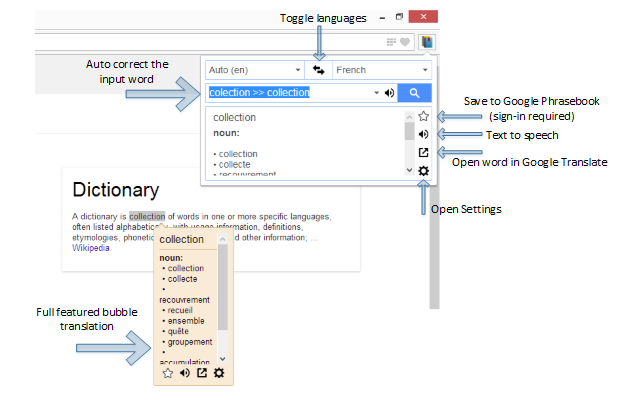 Toggle languages
Auto correct the
input word
Auto (en)
French
colection >> collection
collection
noun:
• collection
• collecte
• recouvrement
Save to Google Phrasebook
(sign-in required)
Text to speech
Open word in Google Translate
Open Settings
Dictionary
A dictionary is collection of words in one or more specific languages,
often listed alphabetically, with usage information, definitions,
etymologies, phonetic and other information; ...
Wikipedia
collection
noun:
• collection
• collecte
•
recouvrement
• recueil
• ensemble
• quête
• groupement
•
accumulation
Full featured bubble
translation